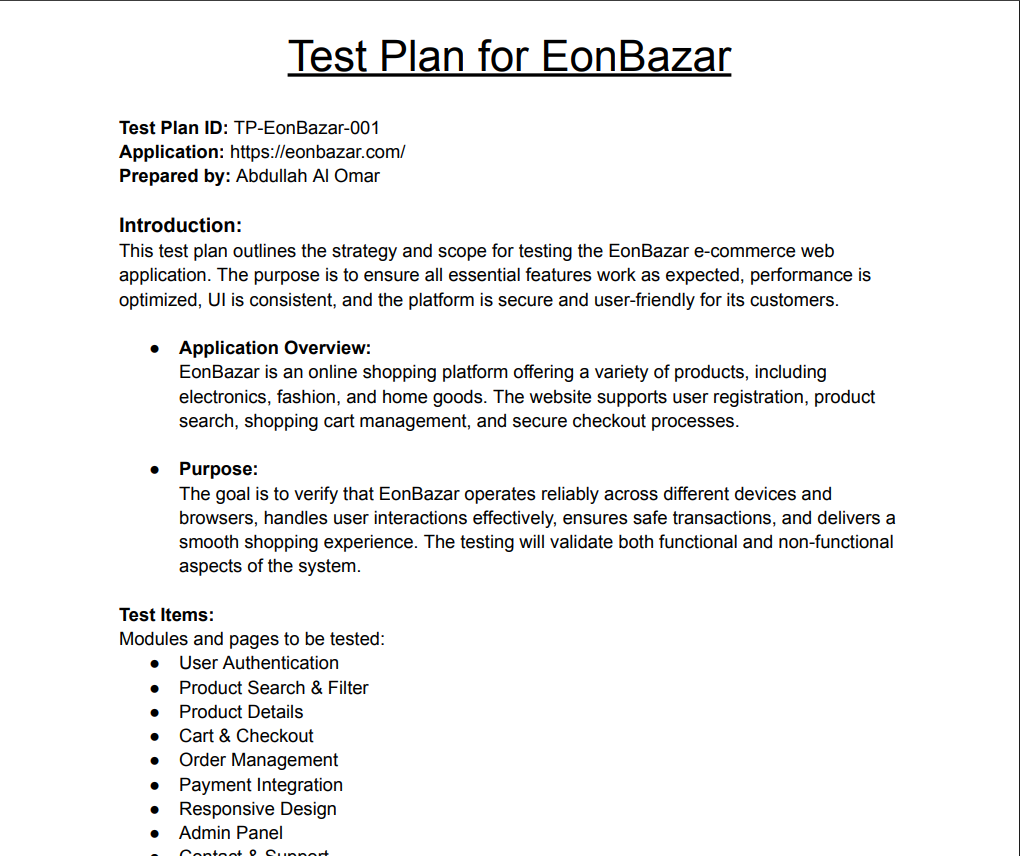 Test Plan for EonBazar
Test Plan ID: TP-EonBazar-001
Application: https://eonbazar.com/
Prepared by: Abdullah Al Omar
Introduction:
This test plan outlines the strategy and scope for testing the EonBazar e-commerce web
application. The purpose is to ensure all essential features work as expected, performance is
optimized, UI is consistent, and the platform is secure and user-friendly for its customers.
● Application Overview:
EonBazar is an online shopping platform offering a variety of products, including
electronics, fashion, and home goods. The website supports user registration, product
search, shopping cart management, and secure checkout processes.
● Purpose:
The goal is to verify that EonBazar operates reliably across different devices and
browsers, handles user interactions effectively, ensures safe transactions, and delivers a
smooth shopping experience. The testing will validate both functional and non-functional
aspects of the system.
Test Items:
Modules and pages to be tested:
● User Authentication
● Product Search & Filter
● Product Details
● Cart & Checkout
● Order Management
● Payment Integration
● Responsive Design
● Admin Panel
● Contact & Support